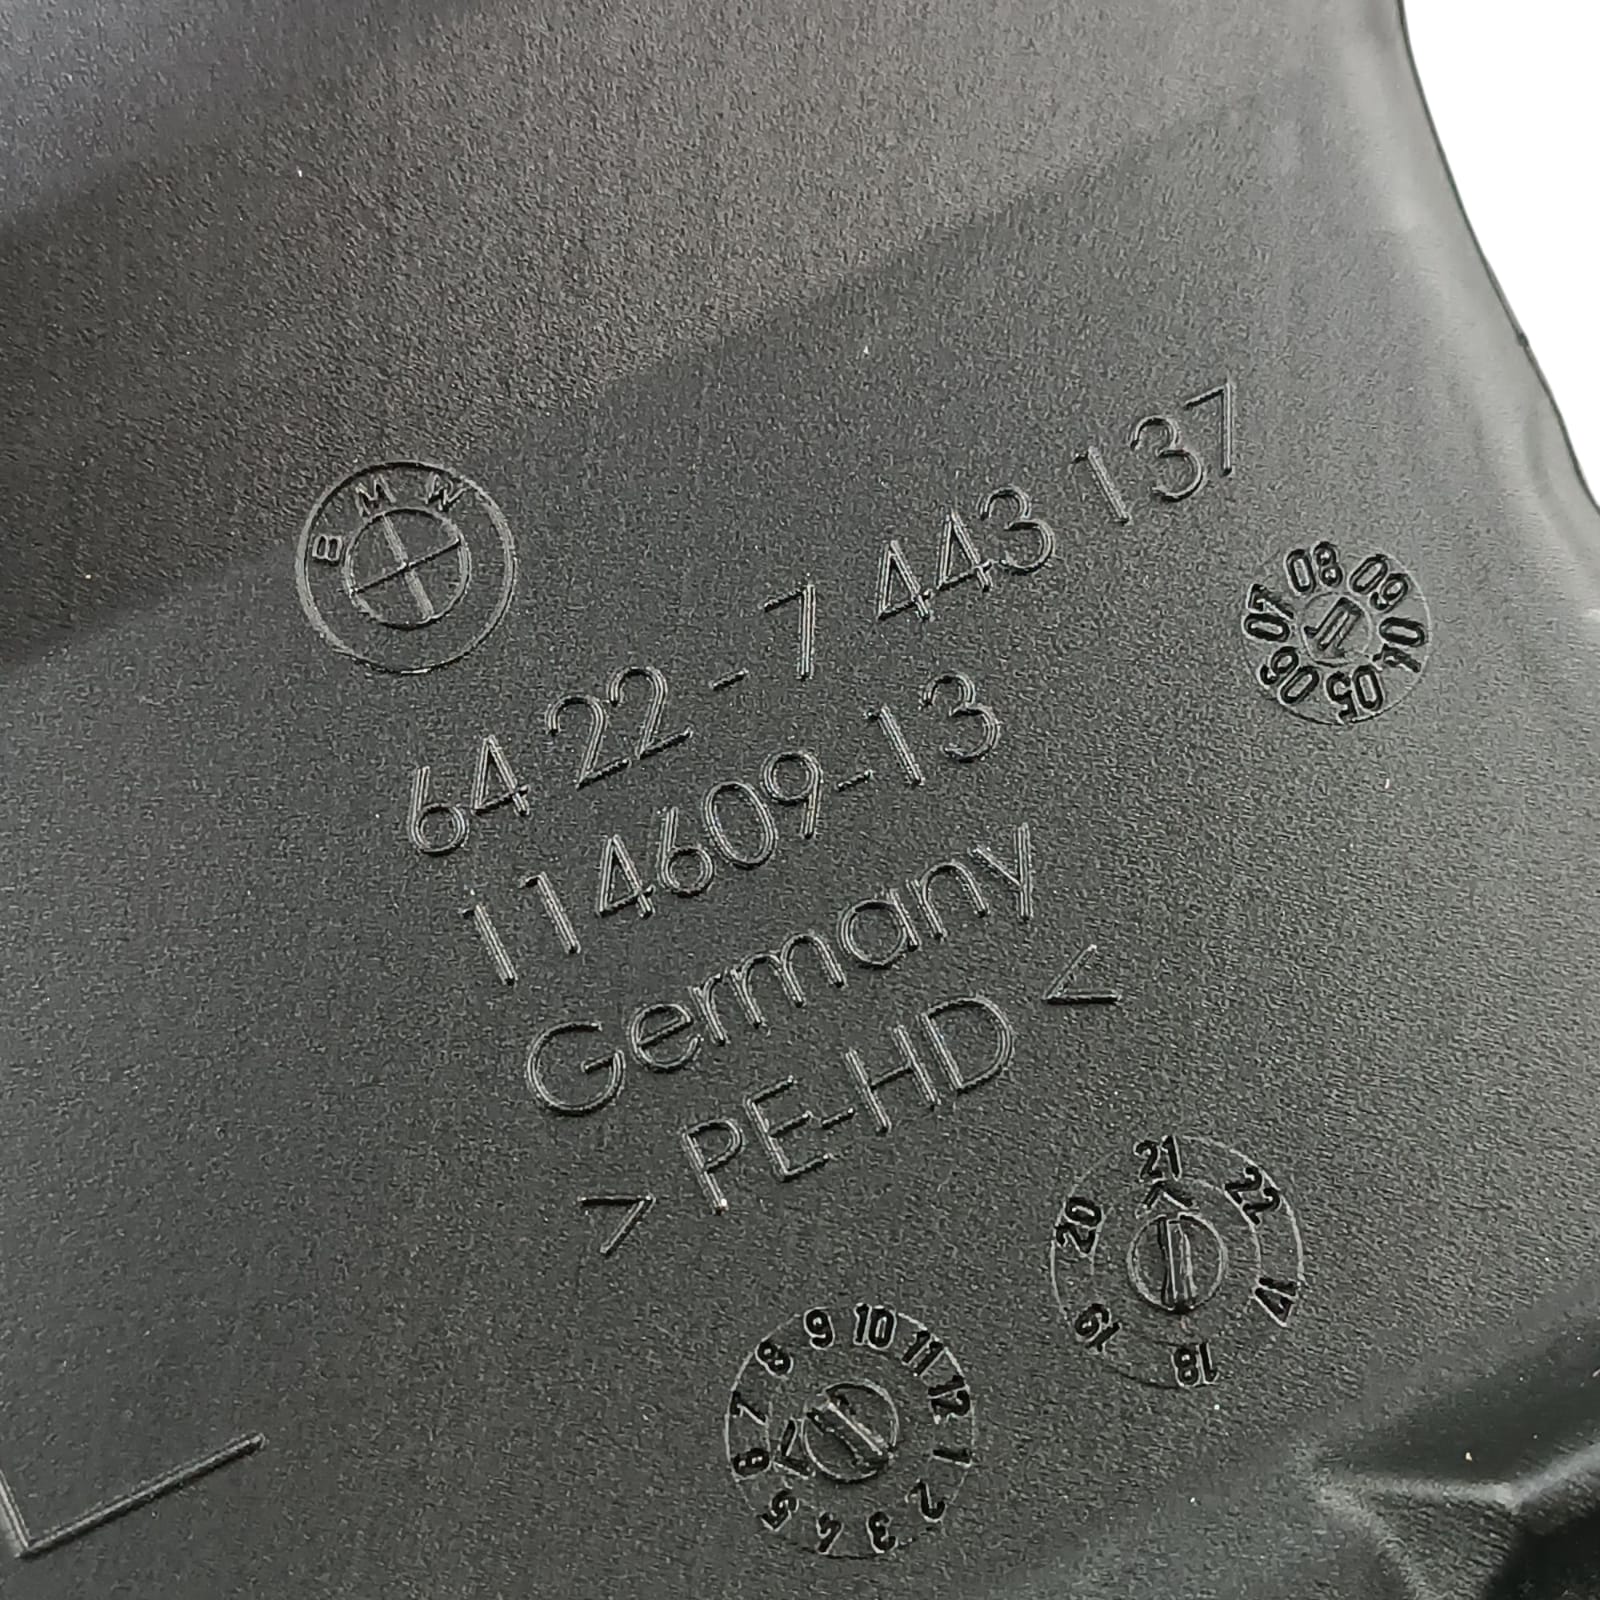 BMW
64 22 - 7 443 137
114609-13
Germany
> PE-HD <
04 05 06 07 08 09
17 18 19 20 21 22
1 2 3 4 5 6 7 8 9 10 11 12